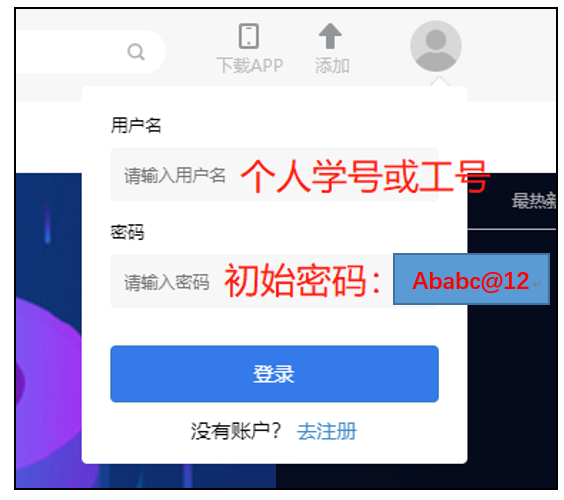 下载APP 添加
用户名
请输入用户名 个人学号或工号
最热新
密码
请输入密码 初始密码： Ababc@12
登录
没有账户？ 去注册